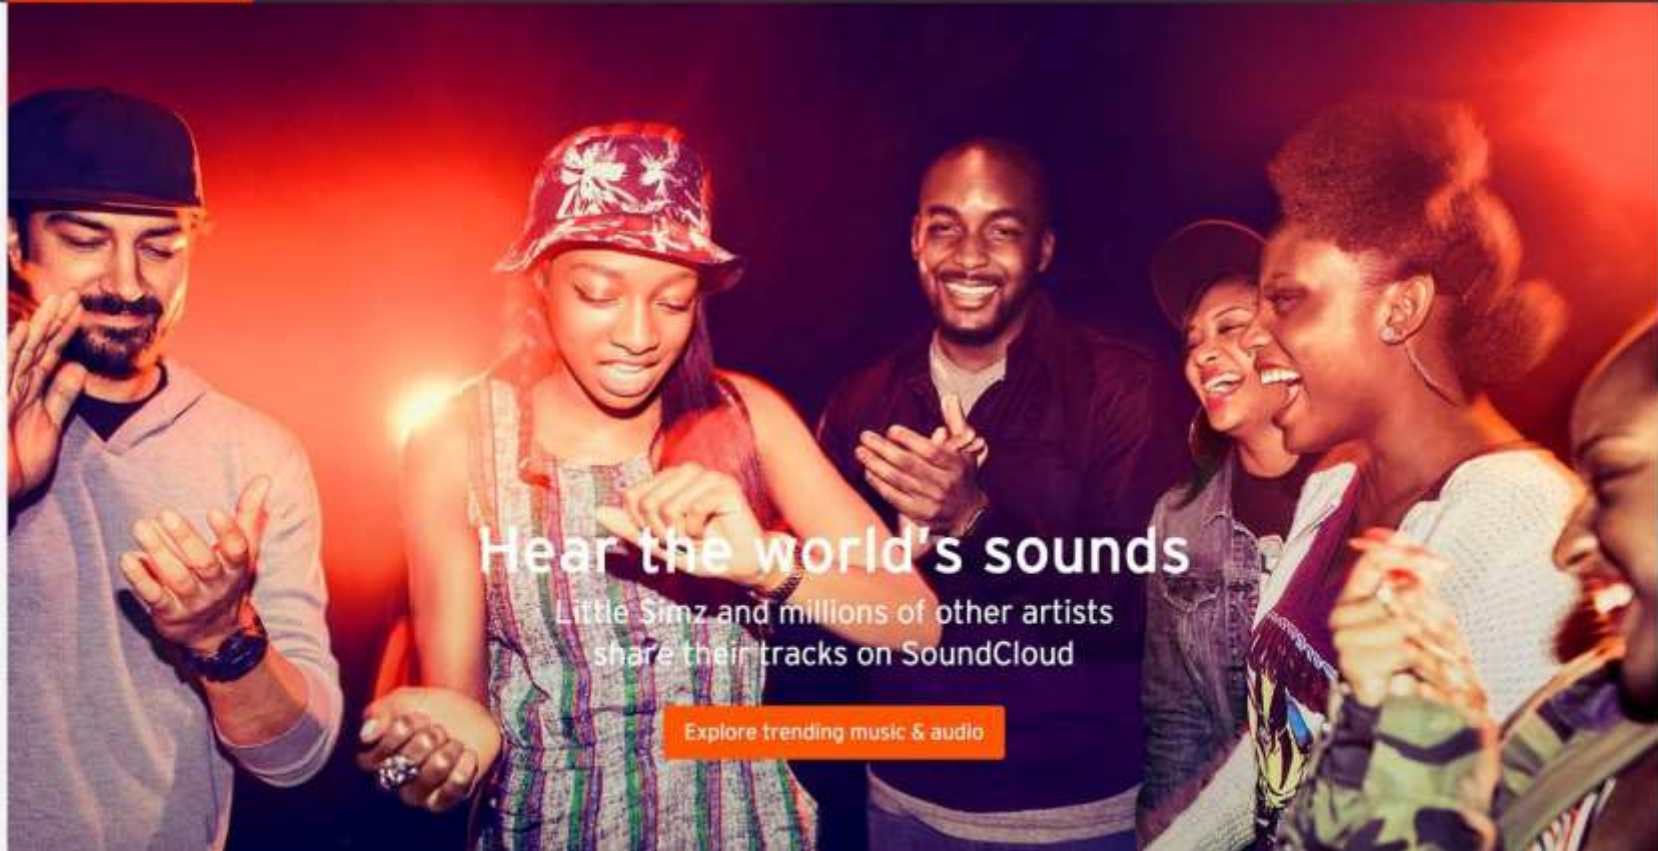 Hear the world's sounds
Little Simz and millions of other artists
share their tracks on SoundCloud
Explore trending music & audio